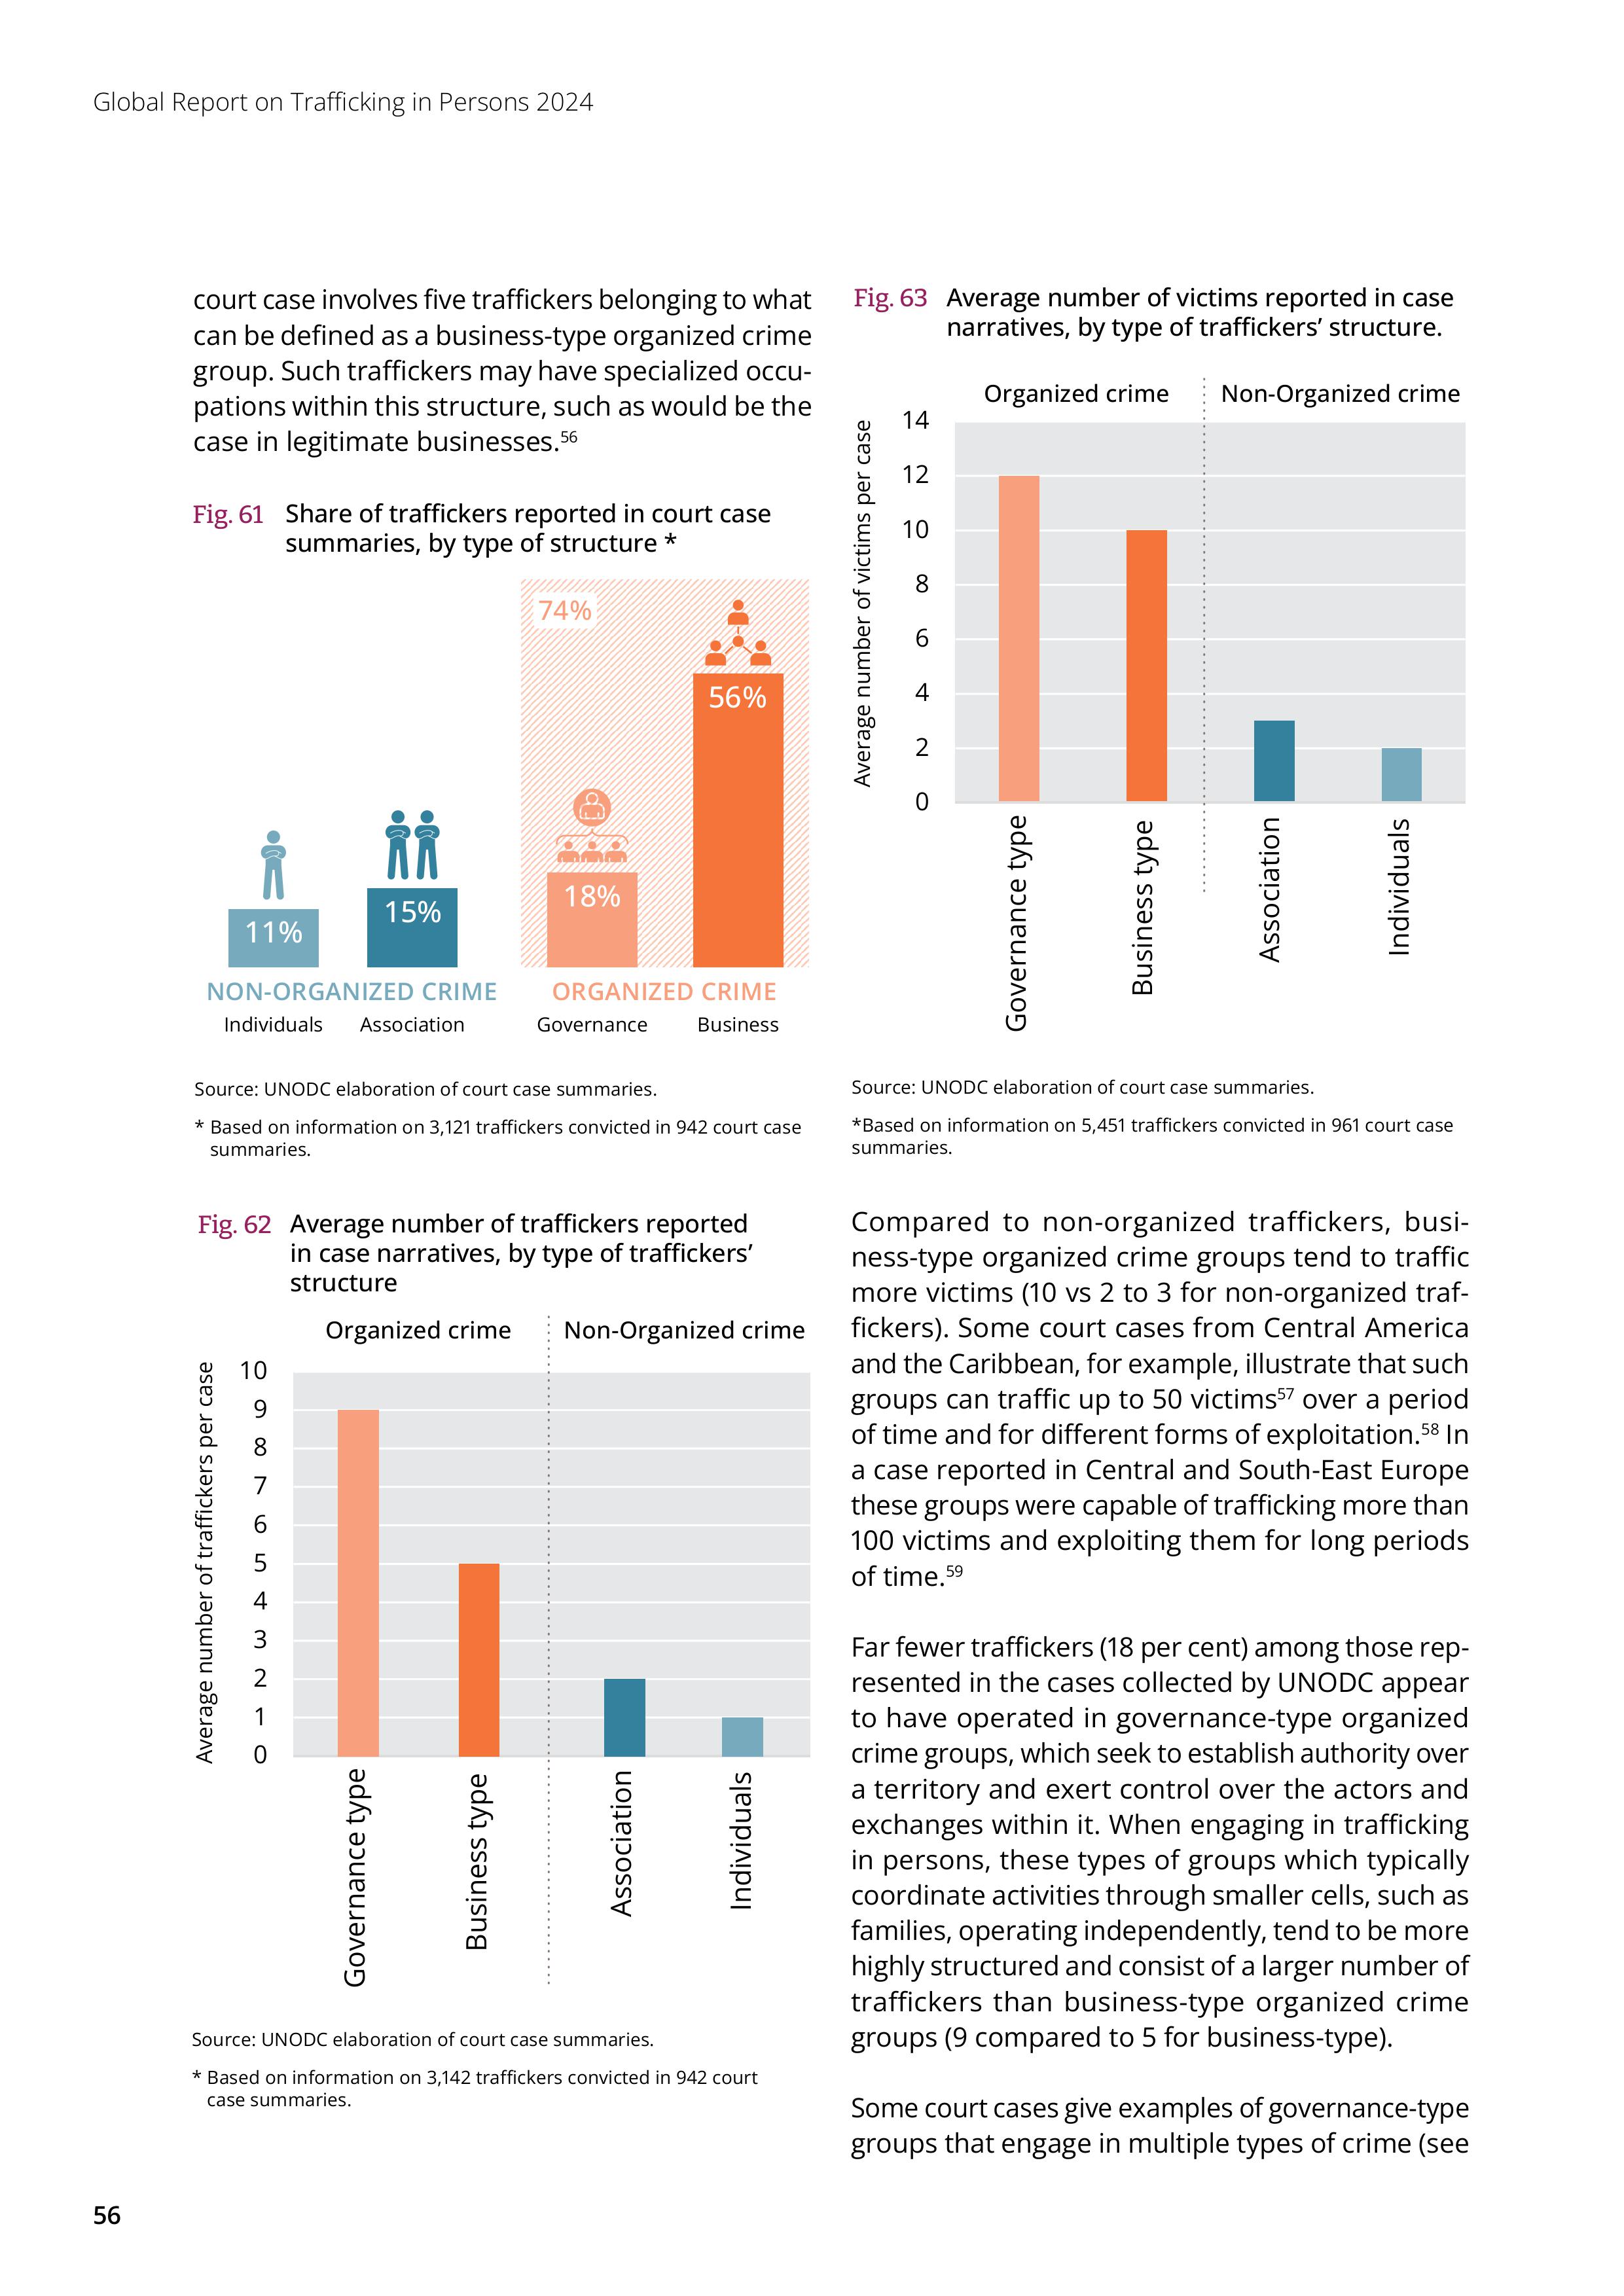 Global Report on Trafficking in Persons 2024
court case involves five traffickers belonging to what
can be defined as a business-type organized crime
group. Such traffickers may have specialized occu-
pations within this structure, such as would be the
case in legitimate businesses.56
Fig. 61 Share of traffickers reported in court case
summaries, by type of structure *
74%
56%
18%
15%
11%
NON-ORGANIZED CRIME ORGANIZED CRIME
Individuals Association Governance Business
Source: UNODC elaboration of court case summaries.
* Based on information on 3,121 traffickers convicted in 942 court case
summaries.
Fig. 62 Average number of traffickers reported
in case narratives, by type of traffickers’
structure
Organized crime Non-Organized crime
Average number of traffickers per case
10
9
8
7
6
5
4
3
2
1
0
Governance type
Business type
Association
Individuals
Source: UNODC elaboration of court case summaries.
* Based on information on 3,142 traffickers convicted in 942 court
case summaries.
Fig. 63 Average number of victims reported in case
narratives, by type of traffickers’ structure.
Organized crime Non-Organized crime
Average number of victims per case
14
12
10
8
6
4
2
0
Governance type
Business type
Association
Individuals
Source: UNODC elaboration of court case summaries.
*Based on information on 5,451 traffickers convicted in 961 court case
summaries.
Compared to non-organized traffickers, busi-
ness-type organized crime groups tend to traffic
more victims (10 vs 2 to 3 for non-organized traf-
fickers). Some court cases from Central America
and the Caribbean, for example, illustrate that such
groups can traffic up to 50 victims57 over a period
of time and for different forms of exploitation.58 In
a case reported in Central and South-East Europe
these groups were capable of trafficking more than
100 victims and exploiting them for long periods
of time.59
Far fewer traffickers (18 per cent) among those rep-
resented in the cases collected by UNODC appear
to have operated in governance-type organized
crime groups, which seek to establish authority over
a territory and exert control over the actors and
exchanges within it. When engaging in trafficking
in persons, these types of groups which typically
coordinate activities through smaller cells, such as
families, operating independently, tend to be more
highly structured and consist of a larger number of
traffickers than business-type organized crime
groups (9 compared to 5 for business-type).
Some court cases give examples of governance-type
groups that engage in multiple types of crime (see
56